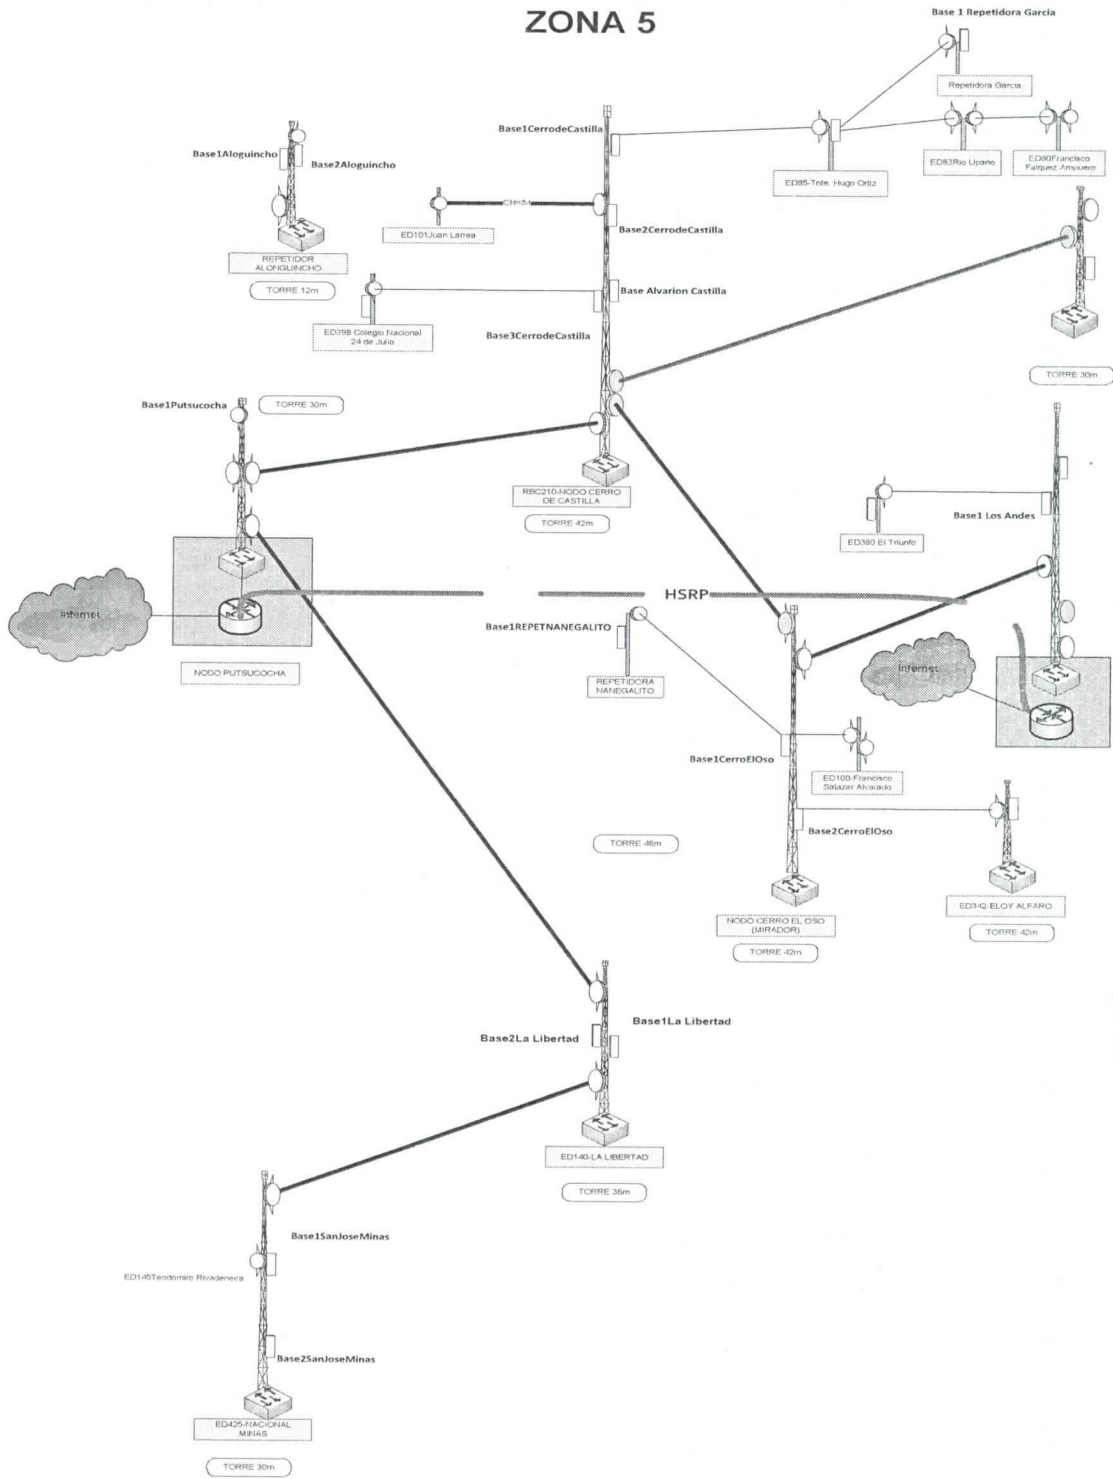 ZONA 5
Base 1 Repetidora Garcia
Repetidora Garcia
Base1CerrodeCastilla
ED85-Tnte. Hugo Ortiz
ED83Rio Upano
ED80Francisco
Falquez Ampuero
Base1Aloguincho
Base2Aloguincho
REPETIDOR
ALONGUINCHO
TORRE 12m
ED101Juan Larrea
Base2CerrodeCastilla
Base Alvarion Castilla
ED398 Colegio Nacional
24 de Julio
Base3CerrodeCastilla
TORRE 30m
Base1Putsucocha
TORRE 30m
RBC210-NODO CERRO
DE CASTILLA
TORRE 42m
ED380 El Triunfo
Base1 Los Andes
Internet
HSRP
NODO PUTSUCOCHA
Base1REPETNANEGALITO
REPETIDORA
NANEGALITO
Internet
Base1CerroElOso
ED100-Francisco
Salazar Alvarado
Base2CerroElOso
TORRE 48m
NODO CERRO EL OSO
(MIRADOR)
TORRE 42m
ED342-ELOY ALFARO
TORRE 42m
Base1La Libertad
Base2La Libertad
ED140-LA LIBERTAD
TORRE 36m
Base1SanJoseMinas
ED145Teodomiro Rivadeneira
Base2SanJoseMinas
ED425-NACIONAL
MINAS
TORRE 30m